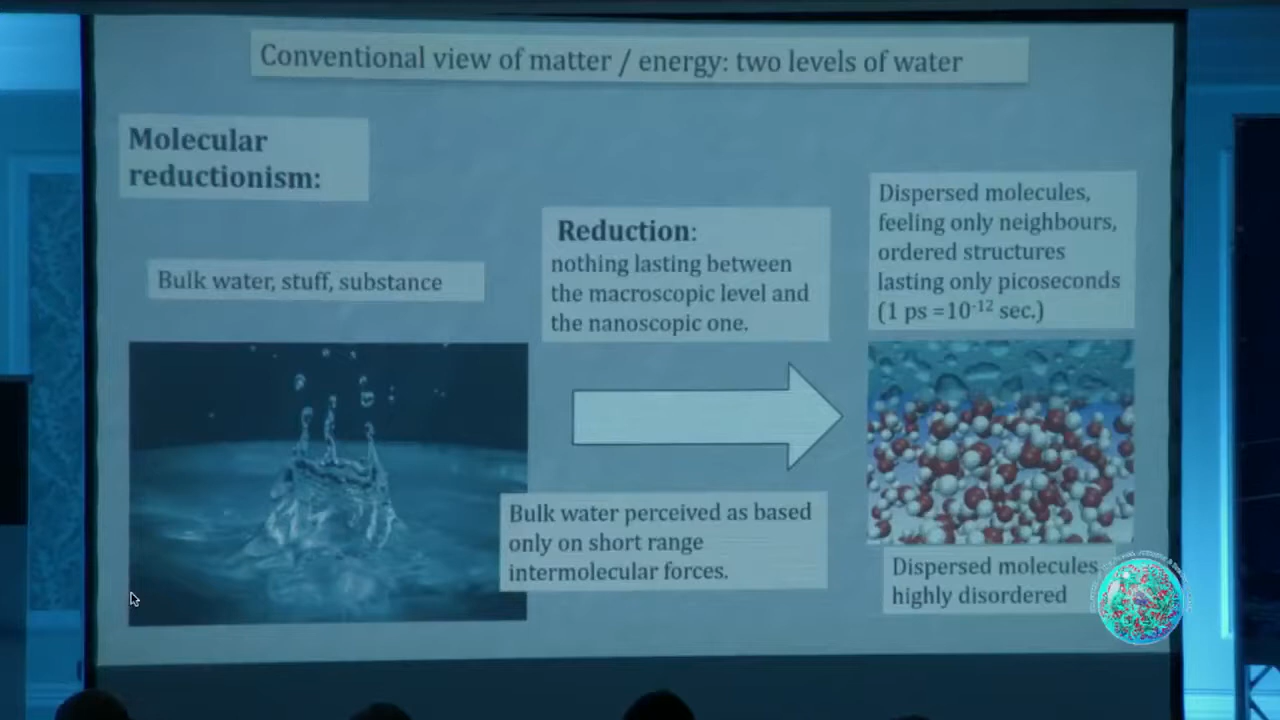 Conventional view of matter / energy: two levels of water
Molecular
reductionism:
Bulk water, stuff, substance
Reduction:
nothing lasting between
the macroscopic level and
the nanoscopic one.
Bulk water perceived as based
only on short range
intermolecular forces.
Dispersed molecules,
feeling only neighbours,
ordered structures
lasting only picoseconds
(1 ps =10⁻¹² sec.)
Dispersed molecules
highly disordered